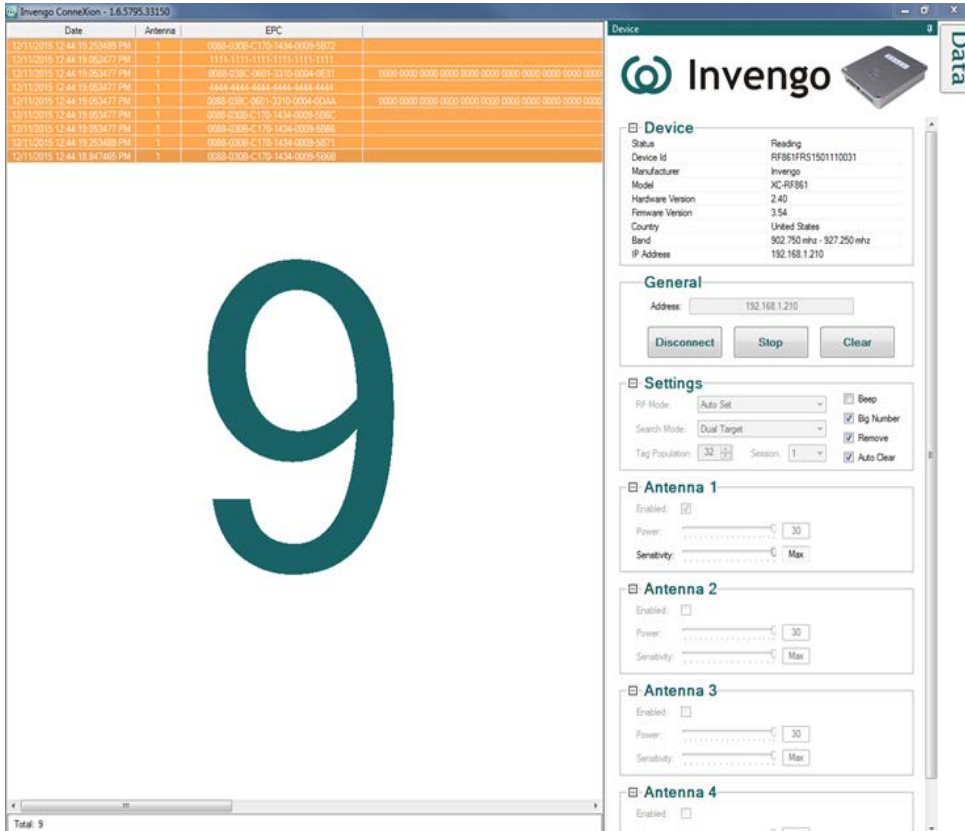 Invengo ConneXion - 1.6.5795.33150
Date Antenna EPC
12/11/2015 12:44:19.253489 PM 1 0088-030B-C170-1434-0009-5B72
12/11/2015 12:44:19.052477 PM 1 1111-1111-1111-1111-1111-1111
12/11/2015 12:44:19.053477 PM 1 0088-038C-0681-3310-0004-0E31 0000 0000 0000 0000 0000 0000 0000 0000 0000 0000 0000
12/11/2015 12:44:19.053477 PM 1 4444-4444-4444-4444-4444-4444
12/11/2015 12:44:19.053477 PM 1 0088-038C-0681-3310-0004-0DAA 0000 0000 0000 0000 0000 0000 0000 0000 0000 0000 0000
12/11/2015 12:44:19.053477 PM 1 0088-030B-C170-1434-0009-5B6C
12/11/2015 12:44:19.053477 PM 1 0088-030B-C170-1434-0009-5966
12/11/2015 12:44:19.253489 PM 1 0088-030B-C170-1434-0009-5B71
12/11/2015 12:44:18.847465 PM 1 0088-030B-C170-1434-0009-5B6B
9
Total: 9
Device
Data
Invengo
Device
Status Reading
Device Id RF861FRS1501110031
Manufacturer Invengo
Model XC-RF861
Hardware Version 2.40
Firmware Version 3.54
Country United States
Band 902.750 mhz - 927.250 mhz
IP Address 192.168.1.210
General
Address: 192.168.1.210
Disconnect Stop Clear
Settings
RF Mode: Auto Set
Search Mode: Dual Target
Tag Population: 32 Session: 1
Beep
Big Number
Remove
Auto Clear
Antenna 1
Enabled:
Power: 30
Sensitivity: Max
Antenna 2
Enabled:
Power: 30
Sensitivity: Max
Antenna 3
Enabled:
Power: 30
Sensitivity: Max
Antenna 4
Enabled: